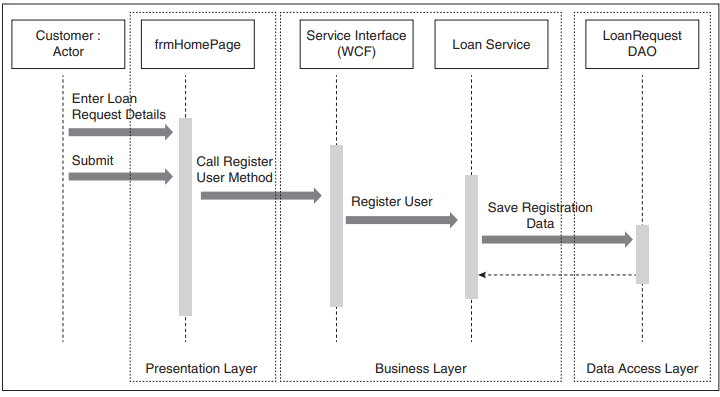 Customer :
Actor
frmHomePage
Service Interface
(WCF)
Loan Service
LoanRequest
DAO
Enter Loan
Request Details
Submit
Call Register
User Method
Register User
Save Registration
Data
Presentation Layer
Business Layer
Data Access Layer